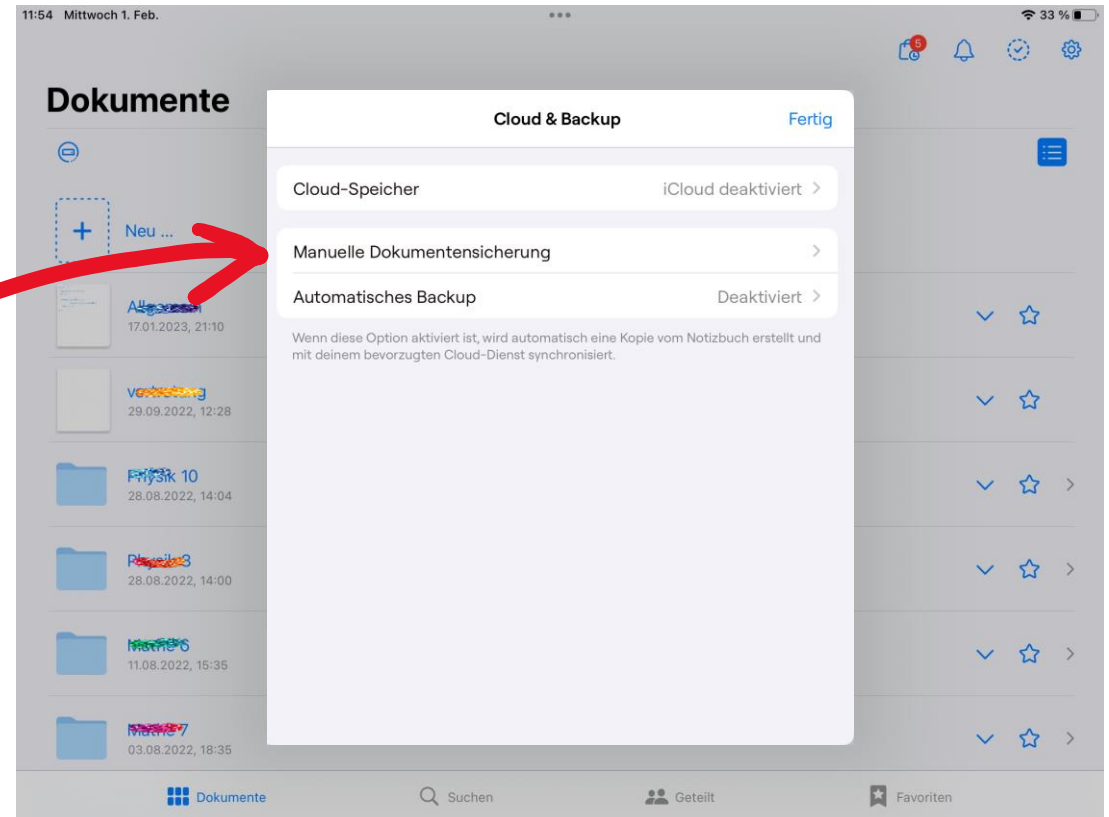 11:54 Mittwoch 1. Feb.
33 %
5
Dokumente
Cloud & Backup
Fertig
Cloud-Speicher
iCloud deaktiviert
Neu ...
Manuelle Dokumentensicherung
Automatisches Backup
Deaktiviert
17.01.2023, 21:10
Wenn diese Option aktiviert ist, wird automatisch eine Kopie vom Notizbuch erstellt und
mit deinem bevorzugten Cloud-Dienst synchronisiert.
29.09.2022, 12:28
Physik 10
28.08.2022, 14:04
3
28.08.2022, 14:00
Mathe 6
11.08.2022, 15:35
Mathe 7
03.08.2022, 18:35
Dokumente
Suchen
Geteilt
Favoriten